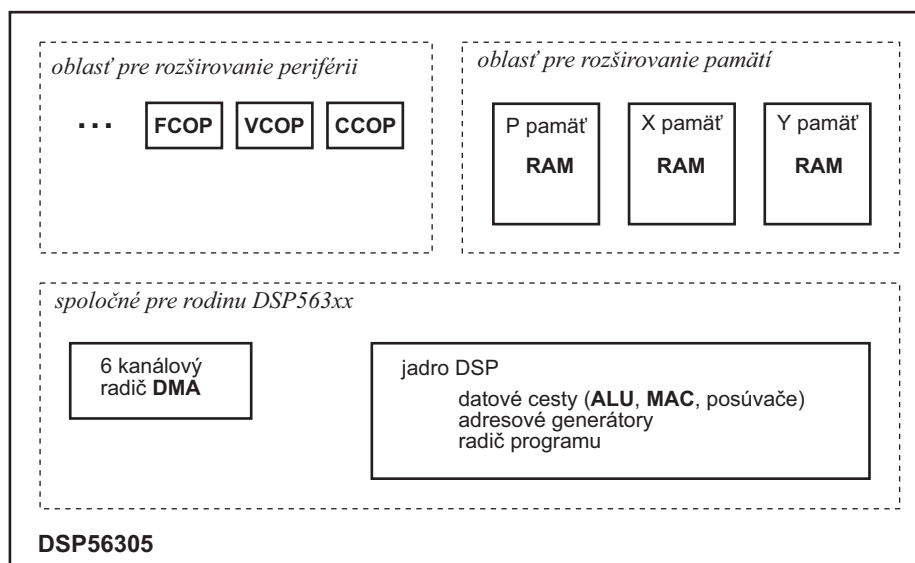 oblasť pre rozširovanie periférii
... FCOP VCOP CCOP
oblasť pre rozširovanie pamätí
P pamäť
RAM
X pamäť
RAM
Y pamäť
RAM
spoločné pre rodinu DSP563xx
6 kanálový
radič DMA
jadro DSP
datové cesty (ALU, MAC, posúvače)
adresové generátory
radič programu
DSP56305